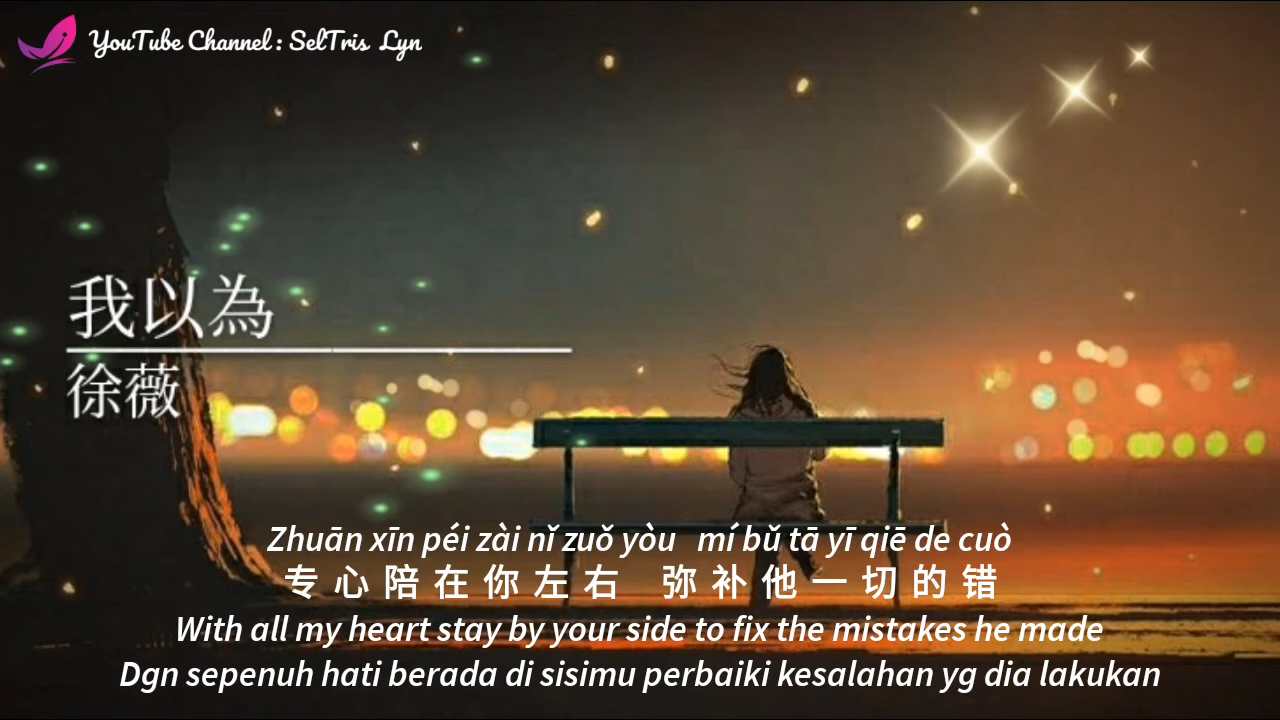 YouTube Channel : SelTris Lyn
我以為
徐薇
Zhuān xīn péi zài nǐ zuǒ yòu mí bǔ tā yī qiē de cuò
专心陪在你左右 弥补他一切的错
With all my heart stay by your side to fix the mistakes he made
Dgn sepenuh hati berada di sisimu perbaiki kesalahan yg dia lakukan